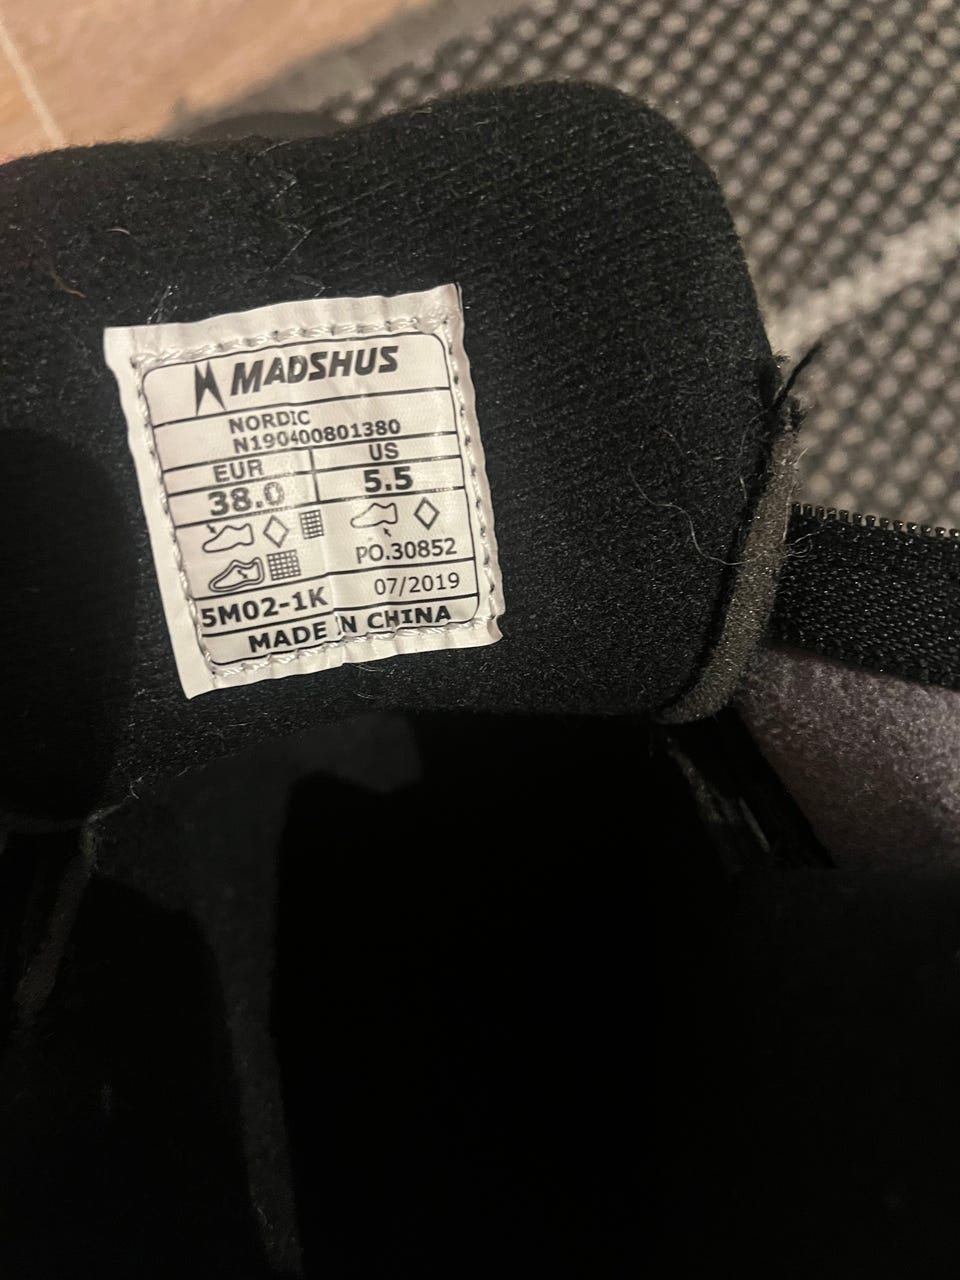 MADSHUS
NORDIC
N190400801380
EUR US
38.0 5.5
PO.30852
5M02-1K 07/2019
MADE IN CHINA